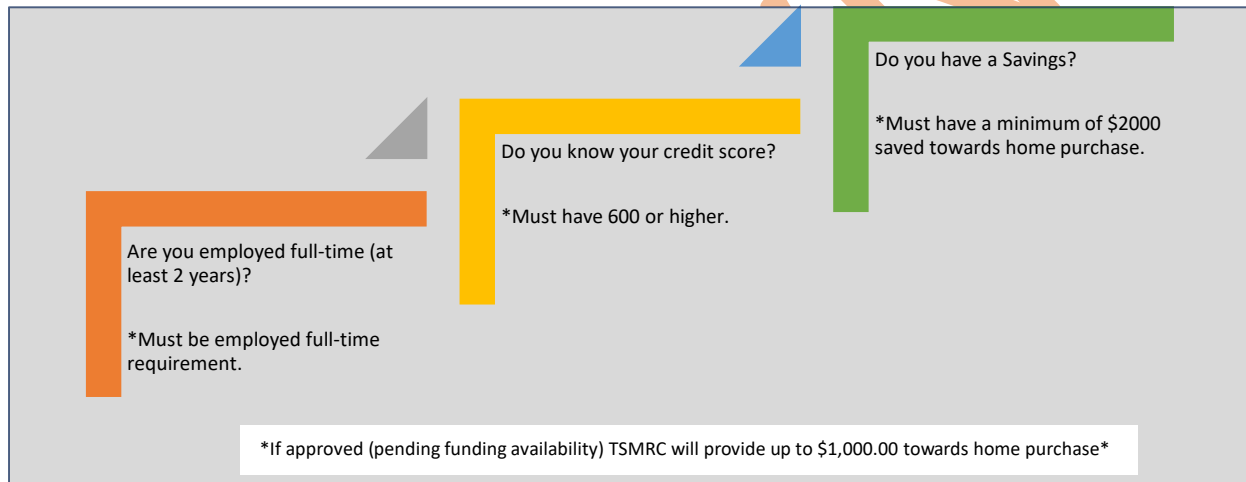 Are you employed full-time (at
least 2 years)?
*Must be employed full-time
requirement.
Do you know your credit score?
*Must have 600 or higher.
Do you have a Savings?
*Must have a minimum of $2000
saved towards home purchase.
*If approved (pending funding availability) TSMRC will provide up to $1,000.00 towards home purchase*